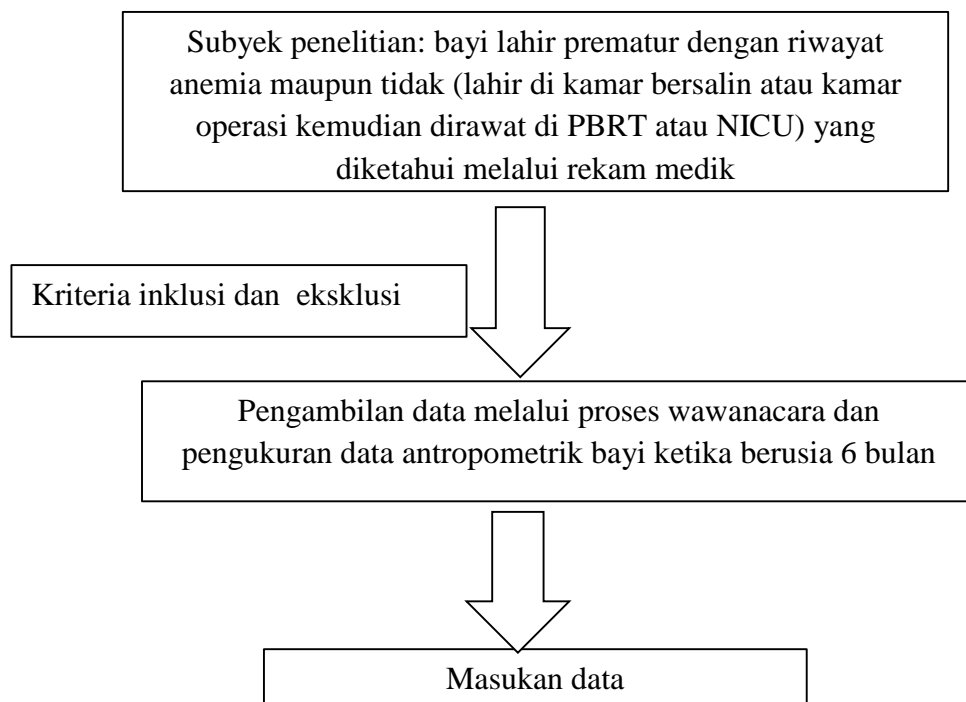 Subyek penelitian: bayi lahir prematur dengan riwayat
anemia maupun tidak (lahir di kamar bersalin atau kamar
operasi kemudian dirawat di PBRT atau NICU) yang
diketahui melalui rekam medik
Kriteria inklusi dan eksklusi
Pengambilan data melalui proses wawanacara dan
pengukuran data antropometrik bayi ketika berusia 6 bulan
Masukan data